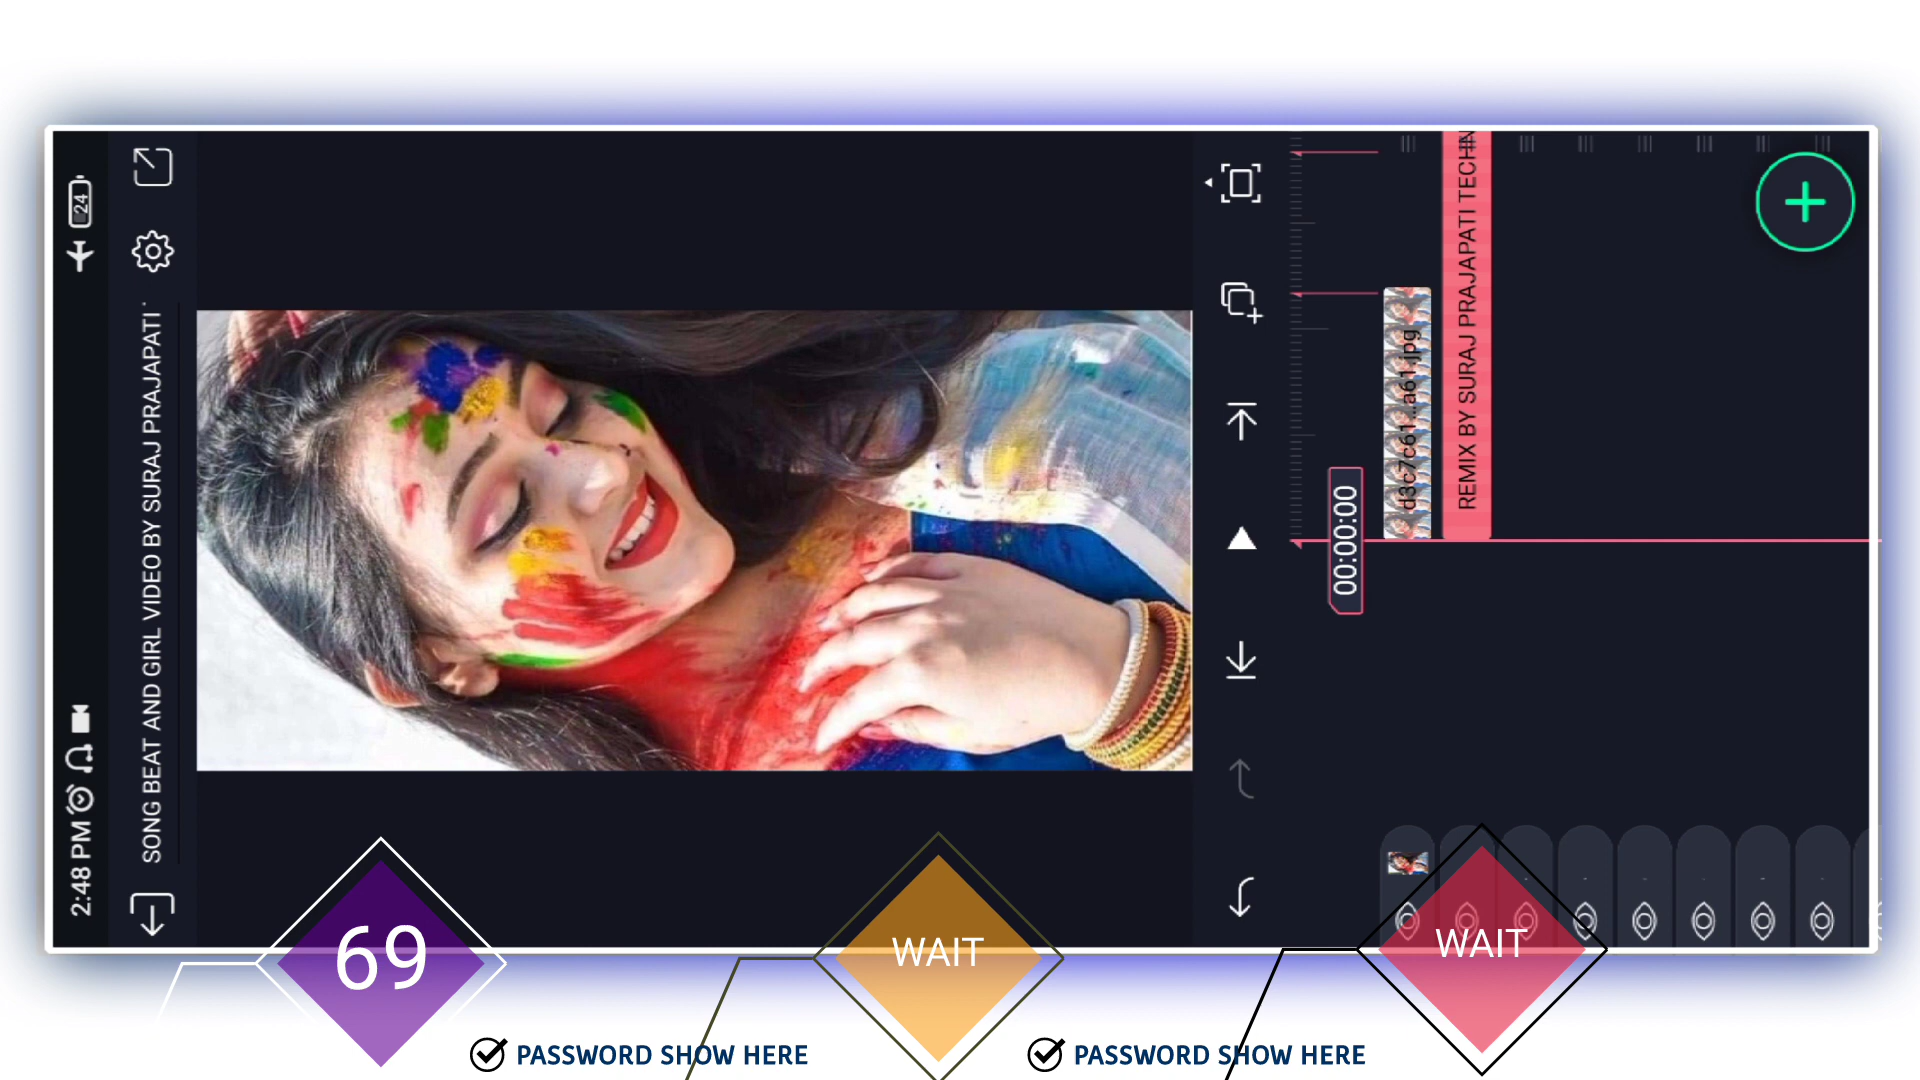 2:48 PM
24
SONG BEAT AND GIRL VIDEO BY SURAJ PRAJAPATI
00:00:00
d3c7c61...a61.jpg
REMIX BY SURAJ PRAJAPATI TECHN
69
WAIT
WAIT
PASSWORD SHOW HERE
PASSWORD SHOW HERE